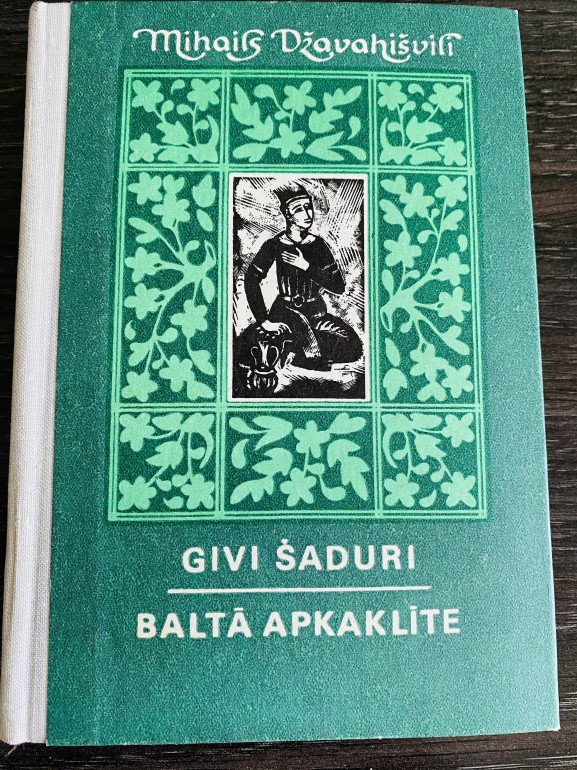 Mihails Džavahišvili
GIVI ŠADURI
BALTĀ APKAKLĪTE